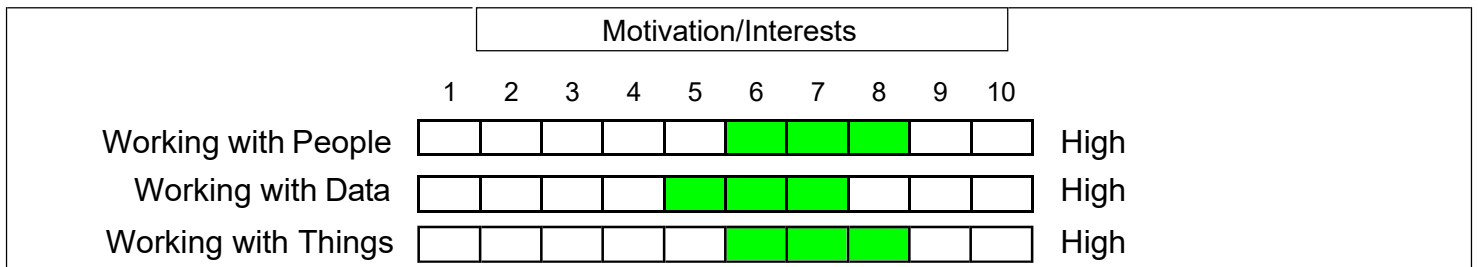 Motivation/Interests
1 2 3 4 5 6 7 8 9 10
Working with People High
Working with Data High
Working with Things High